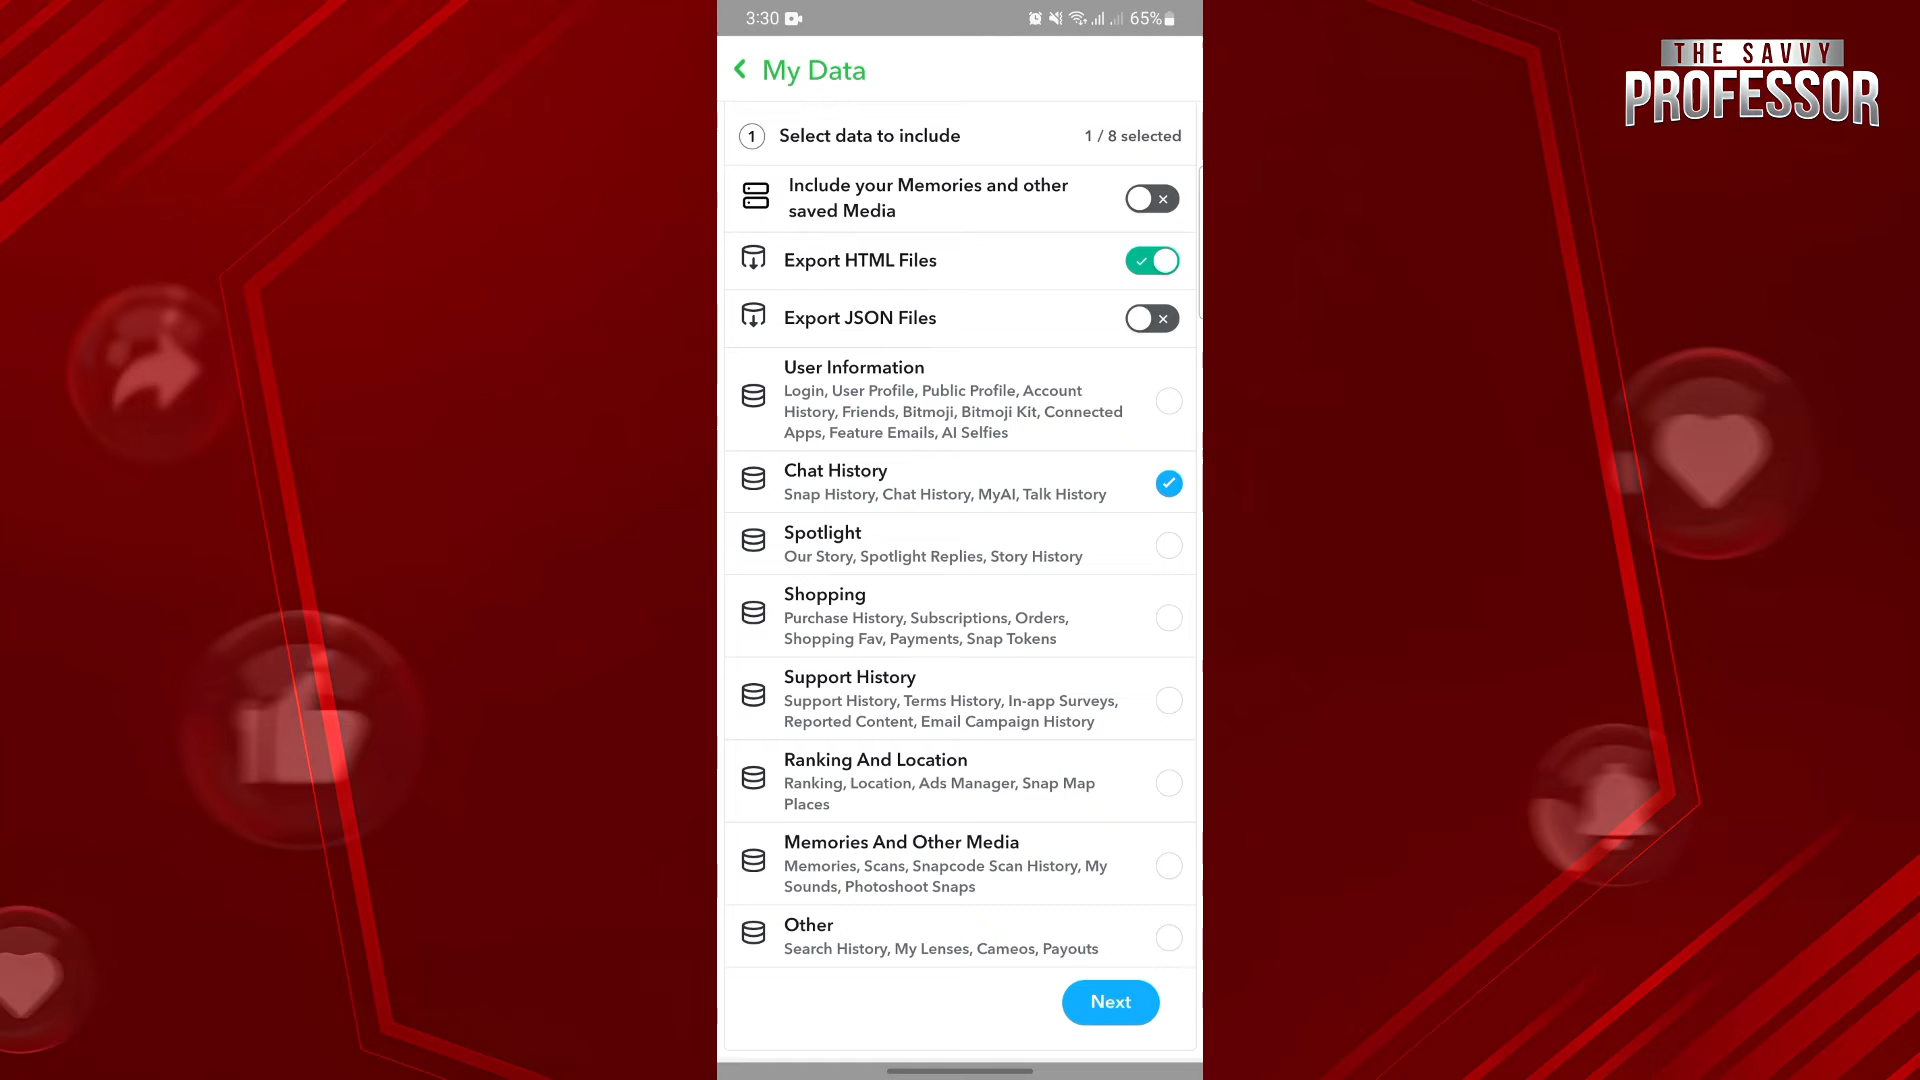 3:30
65%
THE SAVVY
PROFESSOR
My Data
1 Select data to include 1 / 8 selected
Include your Memories and other
saved Media
Export HTML Files
Export JSON Files
User Information
Login, User Profile, Public Profile, Account
History, Friends, Bitmoji, Bitmoji Kit, Connected
Apps, Feature Emails, AI Selfies
Chat History
Snap History, Chat History, MyAI, Talk History
Spotlight
Our Story, Spotlight Replies, Story History
Shopping
Purchase History, Subscriptions, Orders,
Shopping Fav, Payments, Snap Tokens
Support History
Support History, Terms History, In-app Surveys,
Reported Content, Email Campaign History
Ranking And Location
Ranking, Location, Ads Manager, Snap Map
Places
Memories And Other Media
Memories, Scans, Snapcode Scan History, My
Sounds, Photoshoot Snaps
Other
Search History, My Lenses, Cameos, Payouts
Next